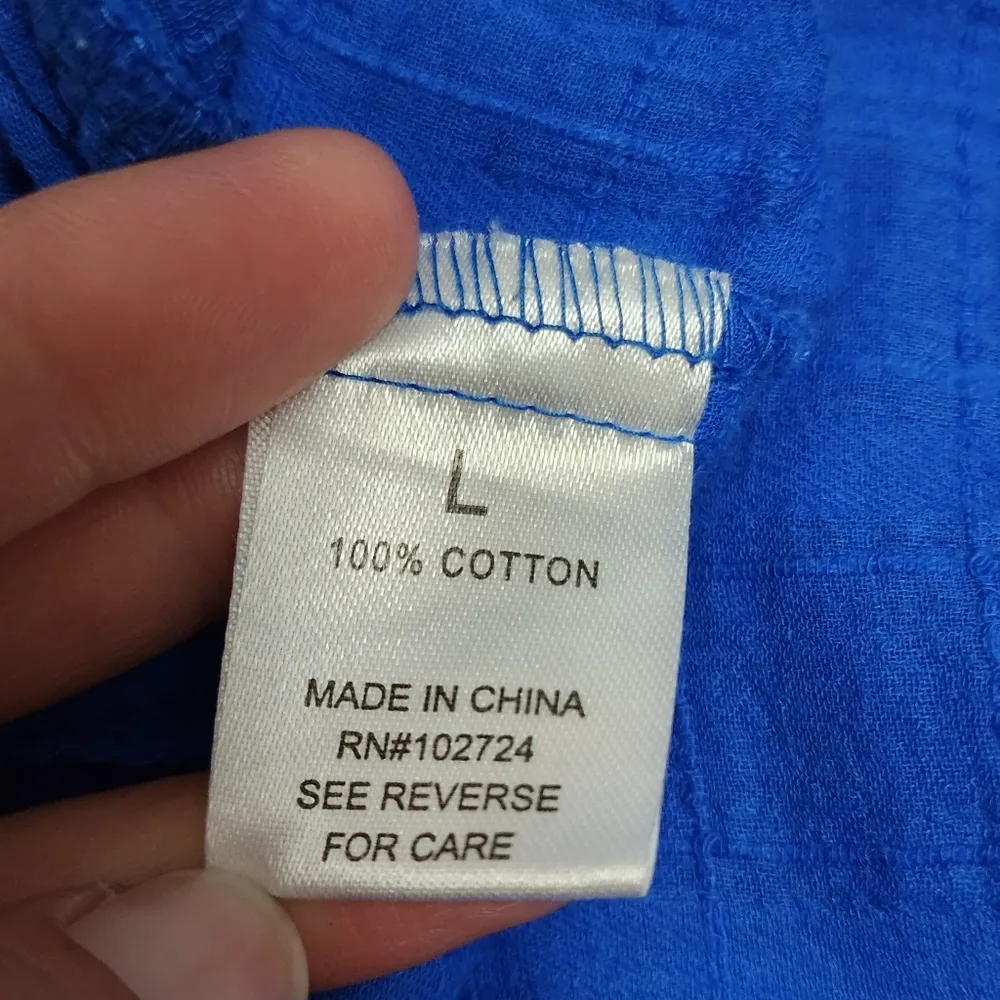 L
100% COTTON
MADE IN CHINA
RN#102724
SEE REVERSE
FOR CARE